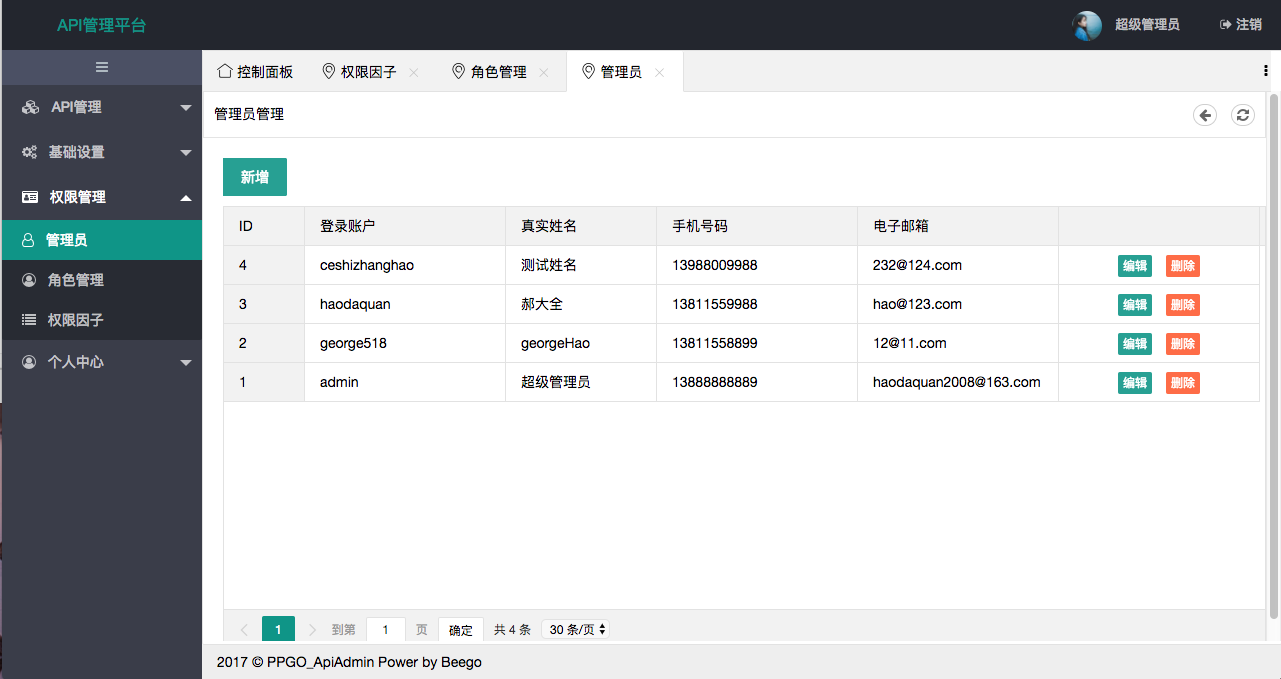 API管理平台
超级管理员 注销
控制面板 权限因子 角色管理 管理员
API管理
基础设置
权限管理
管理员
角色管理
权限因子
个人中心
管理员管理
新增
ID 登录账户 真实姓名 手机号码 电子邮箱
4 ceshizhanghao 测试姓名 13988009988 232@124.com 编辑 删除
3 haodaquan 郝大全 13811559988 hao@123.com 编辑 删除
2 george518 georgeHao 13811558899 12@11.com 编辑 删除
1 admin 超级管理员 13888888889 haodaquan2008@163.com 编辑 删除
1 到第 1 页 确定 共 4 条 30 条/页
2017 © PPGO_ApiAdmin Power by Beego